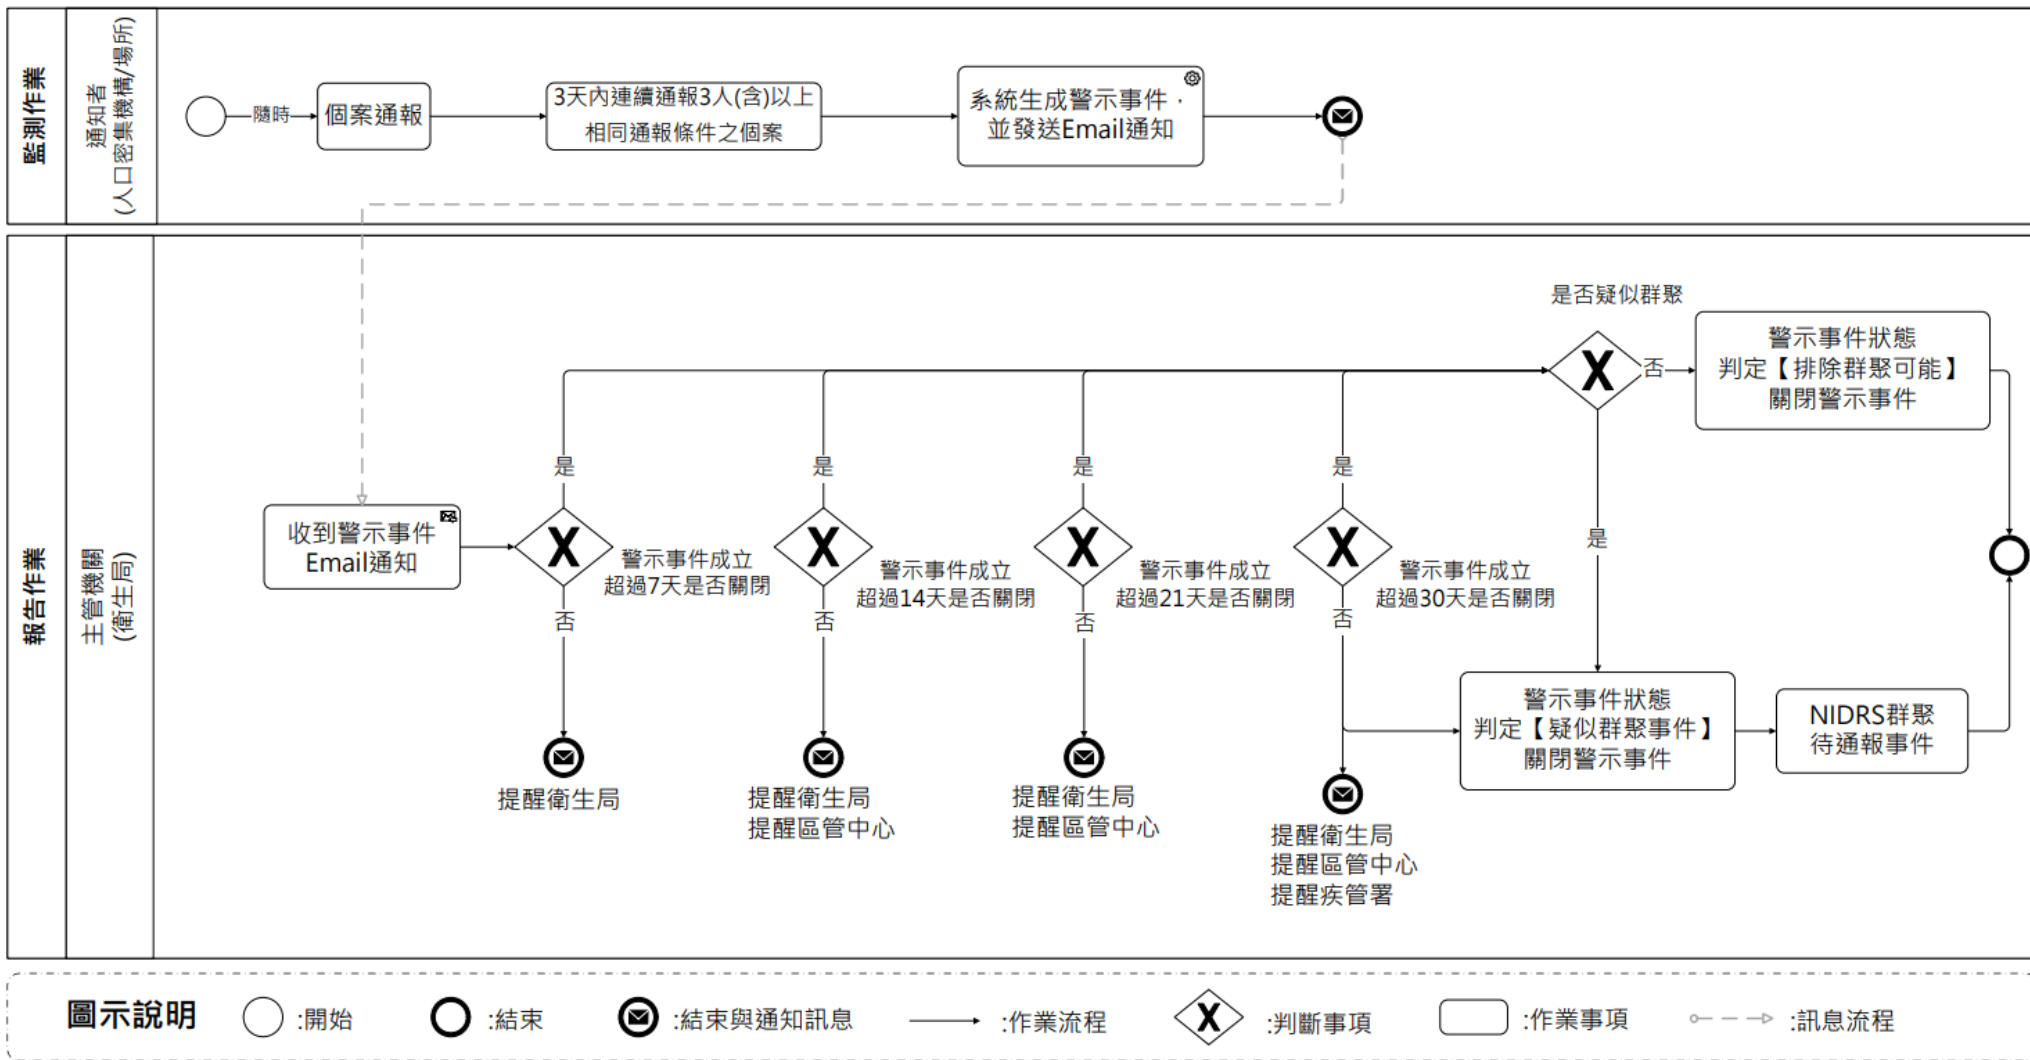 監測作業
通知者
(人口密集機構/場所)
隨時
個案通報
3天內連續通報3人(含)以上
相同通報條件之個案
系統生成警示事件，
並發送Email通知
報告作業
主管機關
(衛生局)
收到警示事件
Email通知
是
否
警示事件成立
超過7天是否關閉
提醒衛生局
是
否
警示事件成立
超過14天是否關閉
提醒衛生局
提醒區管中心
是
否
警示事件成立
超過21天是否關閉
提醒衛生局
提醒區管中心
是
否
警示事件成立
超過30天是否關閉
提醒衛生局
提醒區管中心
提醒疾管署
是否疑似群聚
X
X
X
X
X
否
是
警示事件狀態
判定【排除群聚可能】
關閉警示事件
警示事件狀態
判定【疑似群聚事件】
關閉警示事件
NIDRS群聚
待通報事件
圖示說明
:開始
:結束
:結束與通知訊息
:作業流程
X
:判斷事項
:作業事項
:訊息流程